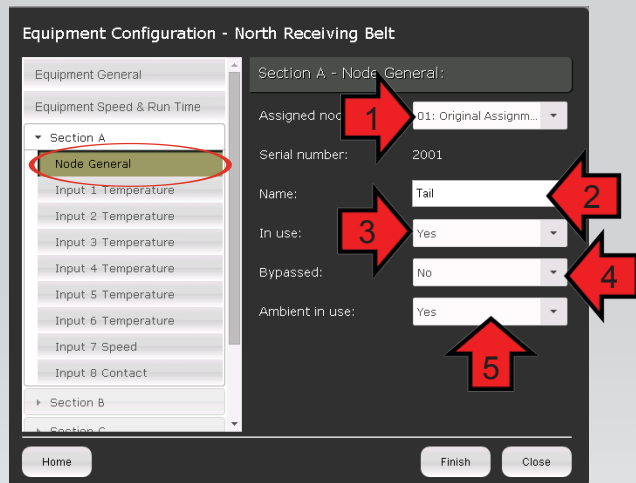 Equipment Configuration - North Receiving Belt
Equipment General
Equipment Speed & Run Time
Section A
Node General
Input 1 Temperature
Input 2 Temperature
Input 3 Temperature
Input 4 Temperature
Input 5 Temperature
Input 6 Temperature
Input 7 Speed
Input 8 Contact
Section B
Section C
Section A - Node General:
Assigned nod 1 01: Original Assignm...
Serial number: 2001
Name: Tail 2
In use: 3 Yes
Bypassed: No 4
Ambient in use: Yes
5
Home Finish Close